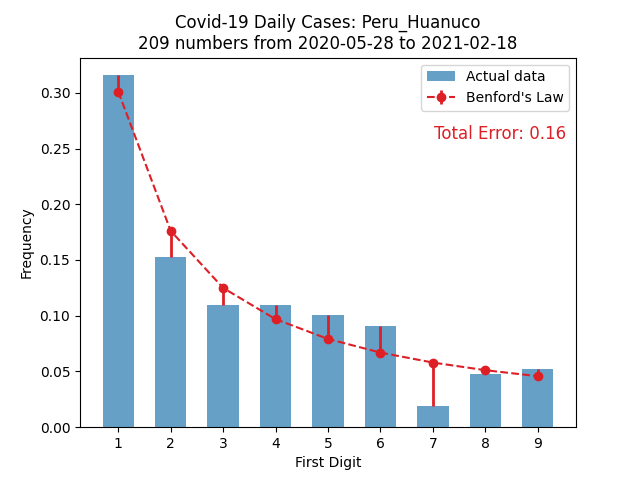 Covid-19 Daily Cases: Peru_Huanuco
209 numbers from 2020-05-28 to 2021-02-18
Actual data
Benford's Law
Total Error: 0.16
Frequency
0.30
0.25
0.20
0.15
0.10
0.05
0.00
1 2 3 4 5 6 7 8 9
First Digit